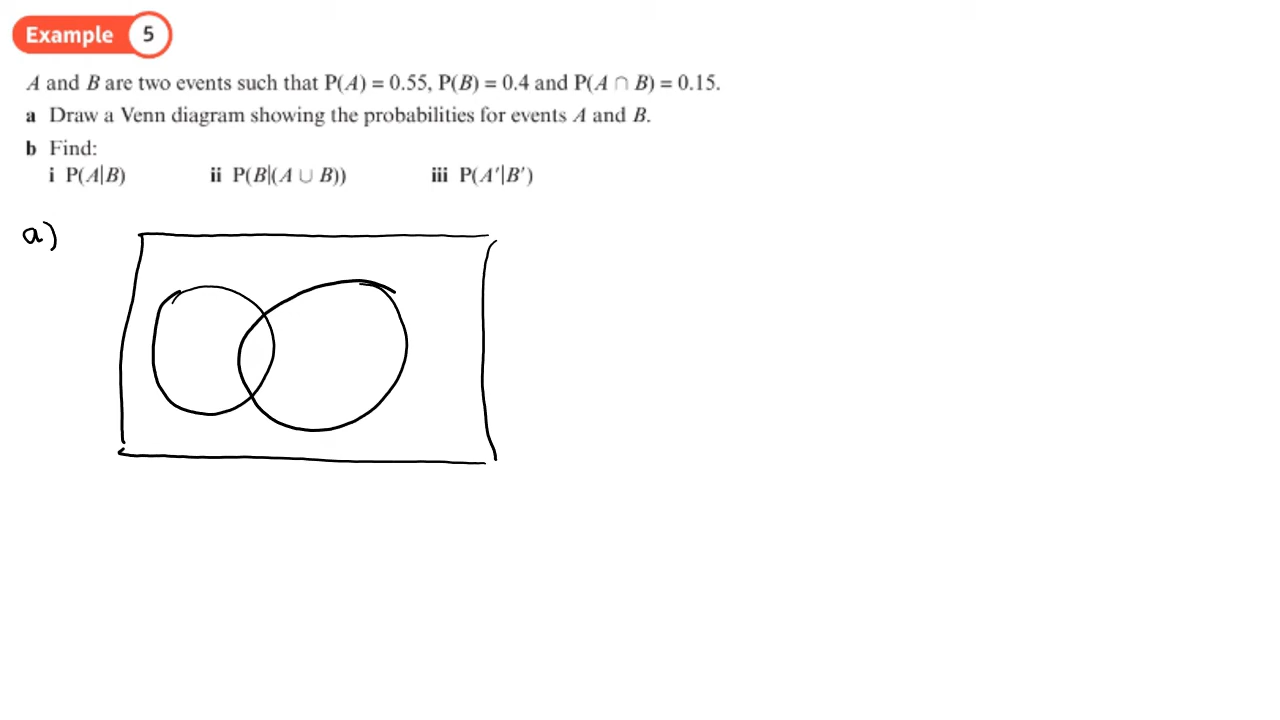 Example 5
A and B are two events such that P(A) = 0.55, P(B) = 0.4 and P(A ∩ B) = 0.15.
a Draw a Venn diagram showing the probabilities for events A and B.
b Find:
i P(A|B) ii P(B|(A ∪ B)) iii P(A′|B′)
a)